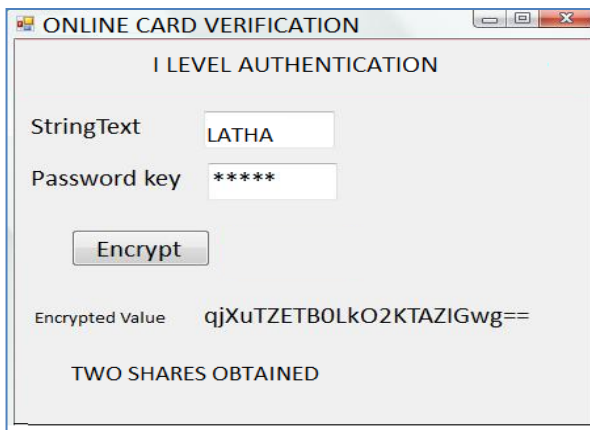 ONLINE CARD VERIFICATION
I LEVEL AUTHENTICATION
StringText LATHA
Password key *****
Encrypt
Encrypted Value qjXuTZETB0LkO2KTAZIGwg==
TWO SHARES OBTAINED